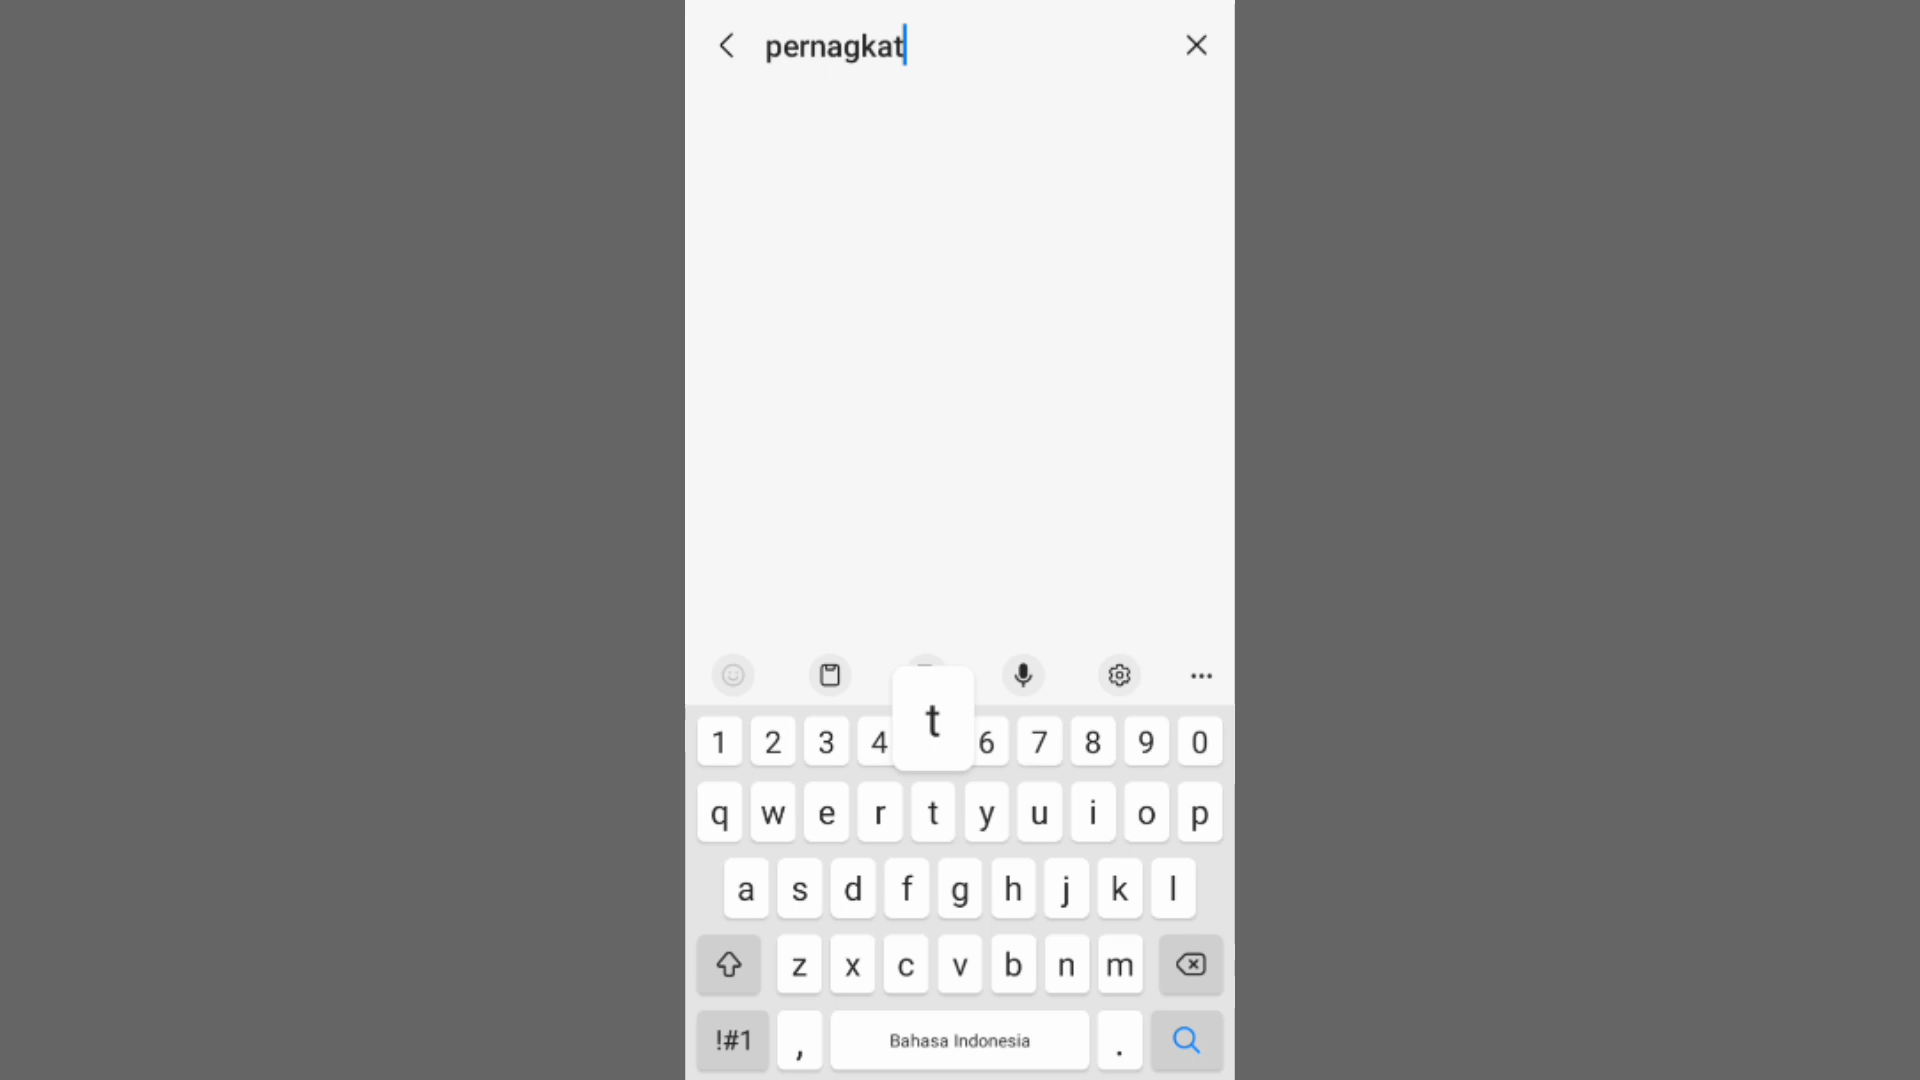 pernagkat
t
1 2 3 4 6 7 8 9 0
q w e r t y u i o p
a s d f g h j k l
z x c v b n m
!#1 , Bahasa Indonesia .